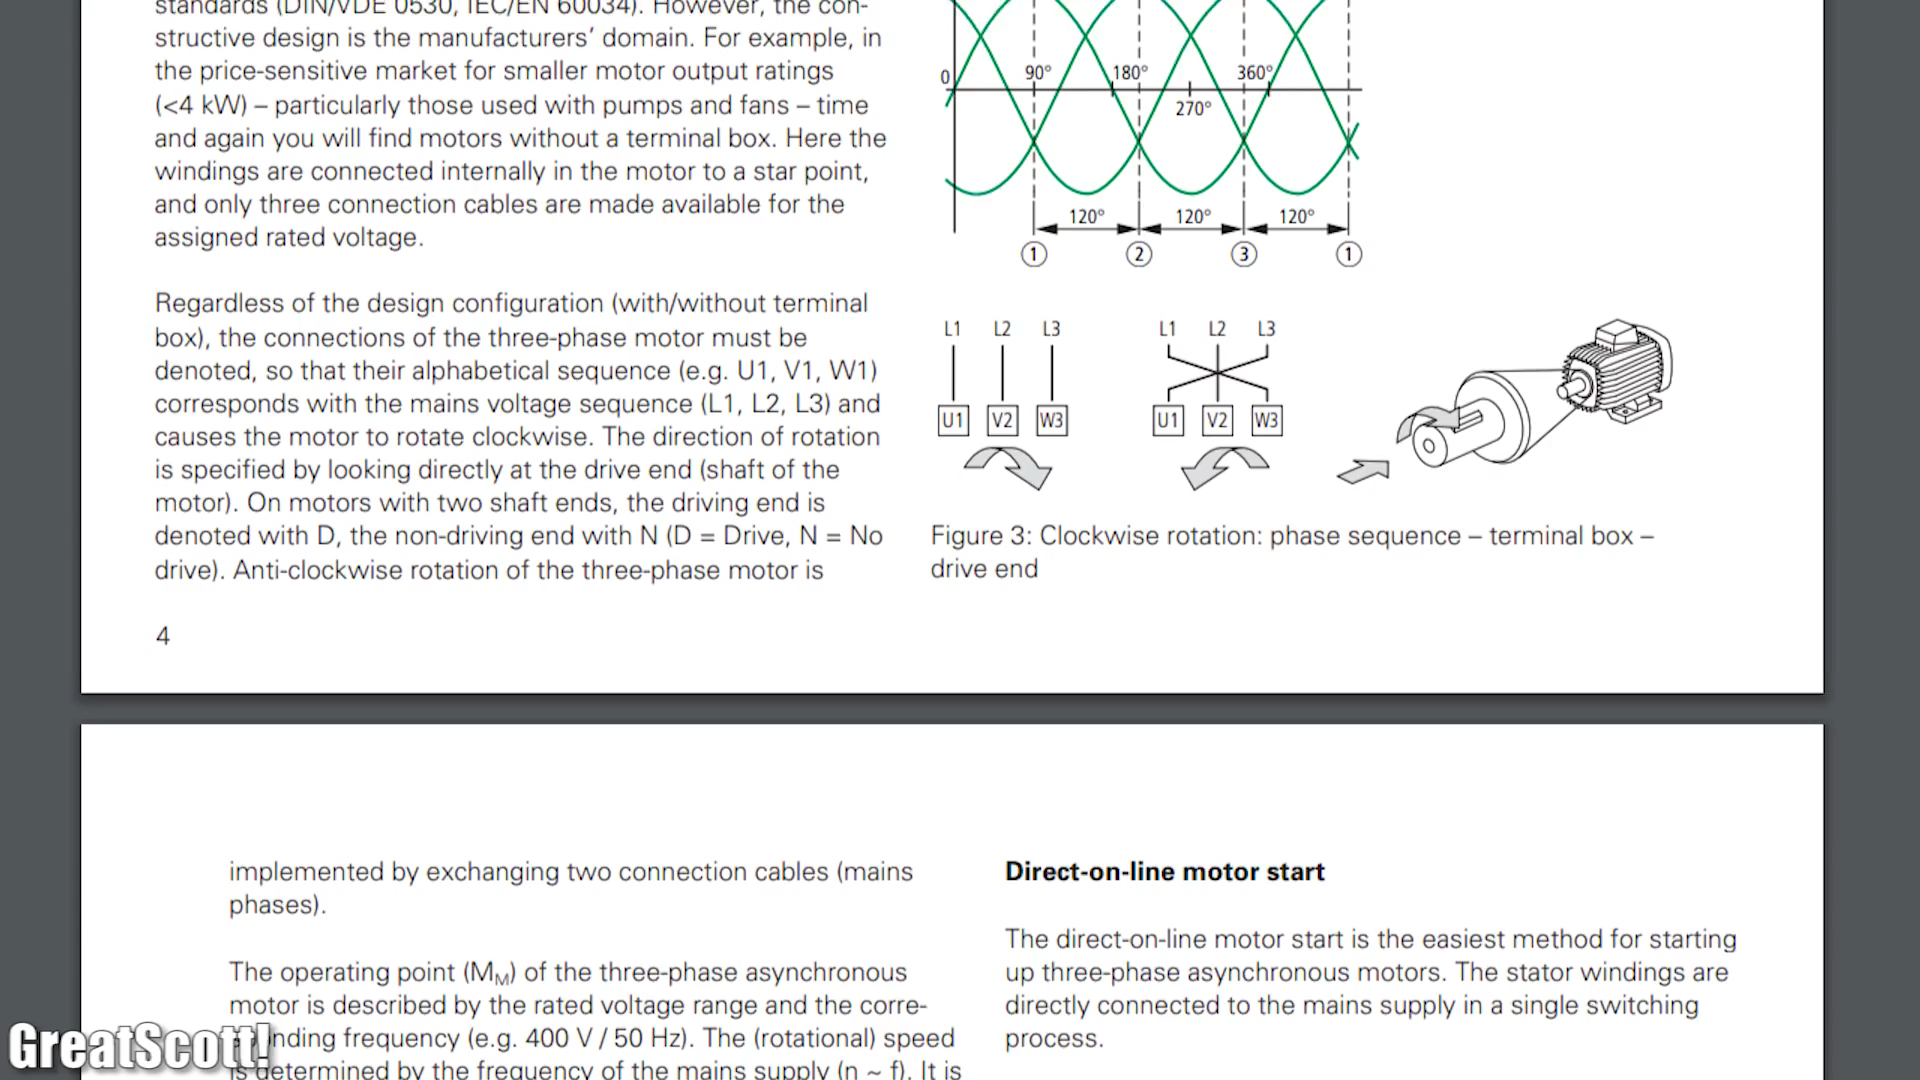 standards (DIN/VDE 0530, IEC/EN 60034). However, the con-
structive design is the manufacturers’ domain. For example, in
the price-sensitive market for smaller motor output ratings
(<4 kW) – particularly those used with pumps and fans – time
and again you will find motors without a terminal box. Here the
windings are connected internally in the motor to a star point,
and only three connection cables are made available for the
assigned rated voltage.
Regardless of the design configuration (with/without terminal
box), the connections of the three-phase motor must be
denoted, so that their alphabetical sequence (e.g. U1, V1, W1)
corresponds with the mains voltage sequence (L1, L2, L3) and
causes the motor to rotate clockwise. The direction of rotation
is specified by looking directly at the drive end (shaft of the
motor). On motors with two shaft ends, the driving end is
denoted with D, the non-driving end with N (D = Drive, N = No
drive). Anti-clockwise rotation of the three-phase motor is
4
0 90° 180° 270° 360°
120° 120° 120°
1 2 3 1
L1 L2 L3 L1 L2 L3
U1 V2 W3 U1 V2 W3
Figure 3: Clockwise rotation: phase sequence – terminal box –
drive end
implemented by exchanging two connection cables (mains
phases).
The operating point (MM) of the three-phase asynchronous
motor is described by the rated voltage range and the corre-
nding frequency (e.g. 400 V / 50 Hz). The (rotational) speed
is determined by the frequency of the mains supply (n ~ f). It is
Direct-on-line motor start
The direct-on-line motor start is the easiest method for starting
up three-phase asynchronous motors. The stator windings are
directly connected to the mains supply in a single switching
process.
GreatScott!